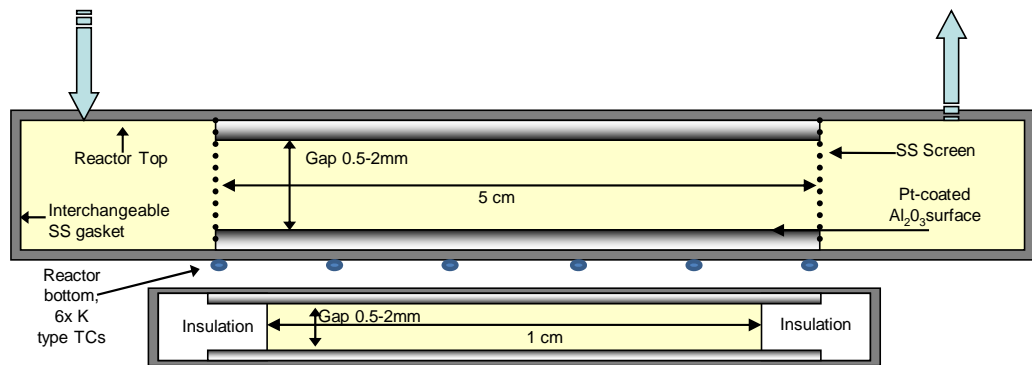 Reactor Top
Gap 0.5-2mm
SS Screen
5 cm
Interchangeable
SS gasket
Pt-coated
Al203surface
Reactor
bottom,
6x K
type TCs
Insulation
Gap 0.5-2mm
1 cm
Insulation